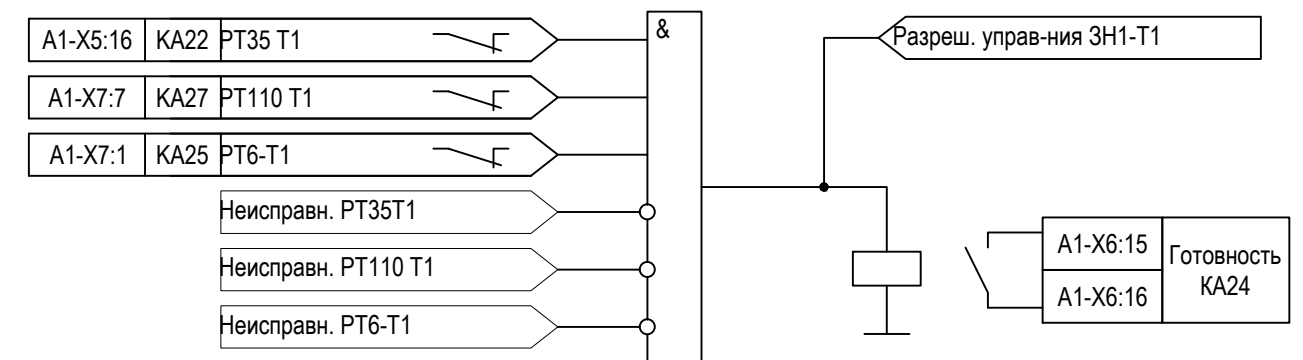 A1-X5:16 KA22 РТ35 Т1
&
Разреш. управ-ния ЗН1-Т1
A1-X7:7 KA27 РТ110 Т1
A1-X7:1 KA25 РТ6-Т1
Неисправн. РТ35Т1
Неисправн. РТ110 Т1
Неисправн. РТ6-Т1
A1-X6:15
A1-X6:16
Готовность
КА24